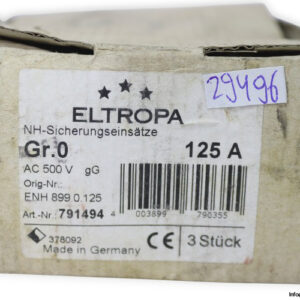 29496
ELTROPA
NH-Sicherungseinsätze
Gr.0 125 A
AC 500 V gG
Orig-Nr.:
ENH 899.0.125
Art.-Nr.: 791494
4 003899 790355
378092
Made in Germany
CE
3 Stück